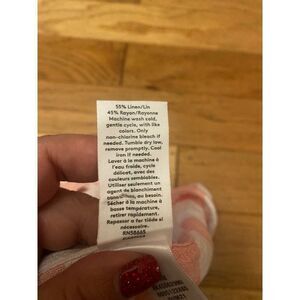 55% Linen/Lin
45% Rayon/Rayonne
Machine wash cold,
gentle cycle, with like
colors. Only
non-chlorine bleach if
needed. Tumble dry low,
remove promptly. Cool
iron if needed.
Laver à la machine à
l'eau fraîche, cycle
délicat, avec des
couleurs semblables.
Utiliser seulement un
agent de blanchiment
au besoin.
Sécher à la machine à
basse température,
retirer rapidement.
Repasser a fer tiède si
nécessaire.
RN58665